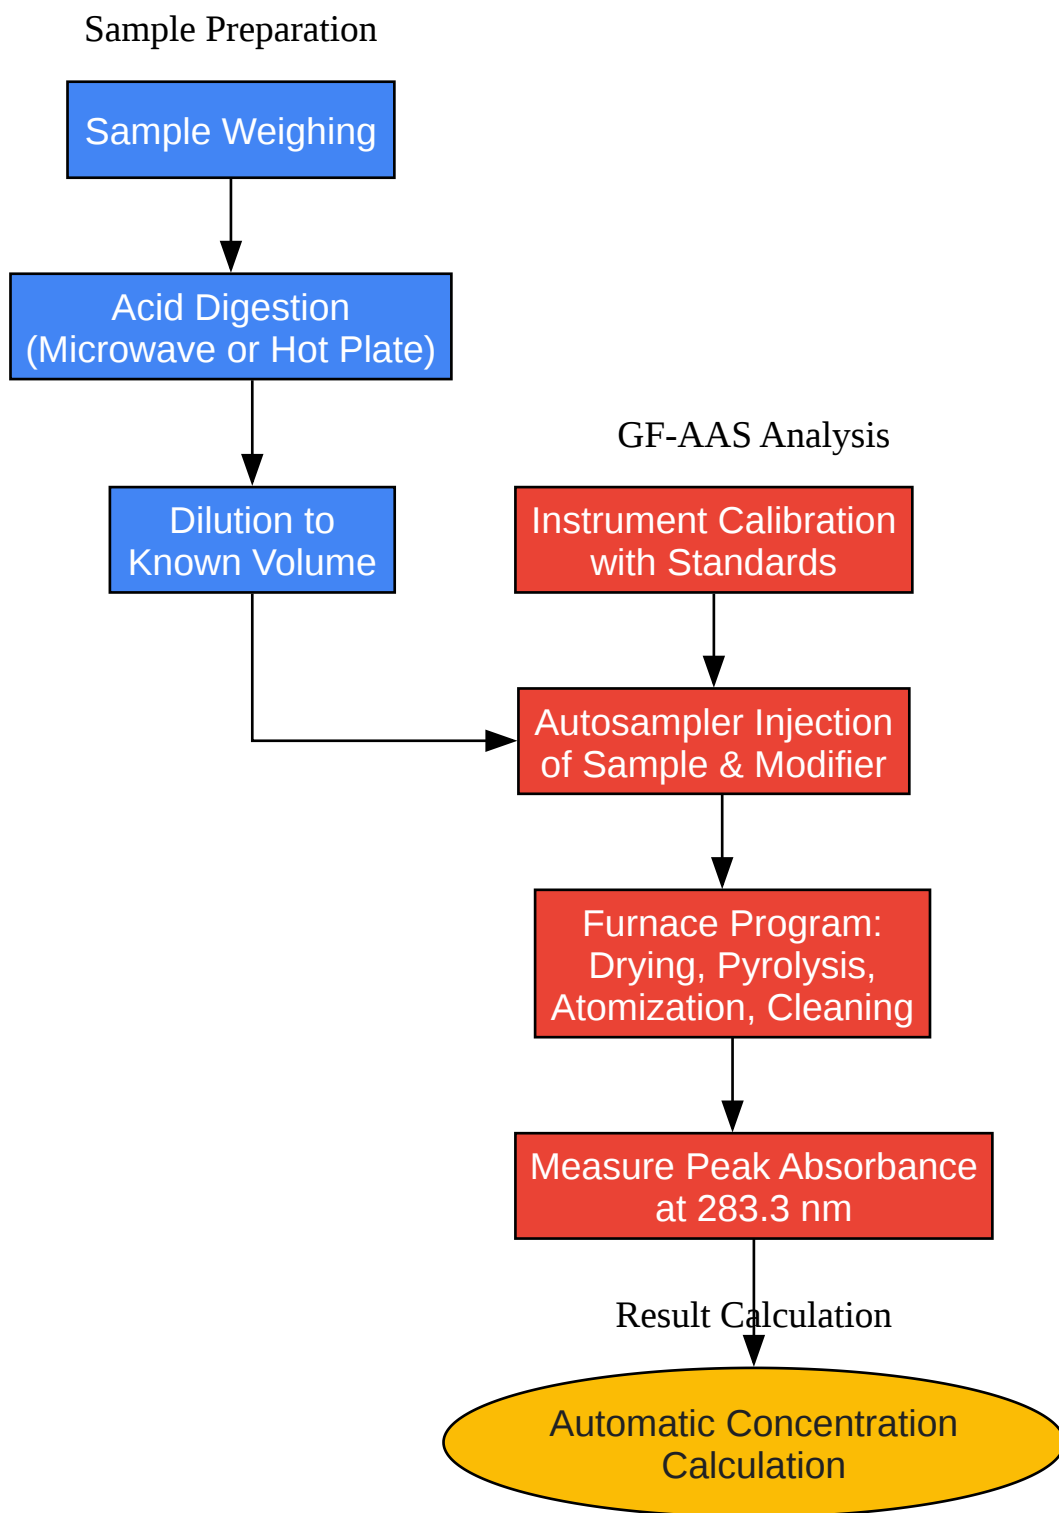 Sample Preparation
Sample Weighing
Acid Digestion
(Microwave or Hot Plate)
Dilution to
Known Volume
GF-AAS Analysis
Instrument Calibration
with Standards
Autosampler Injection
of Sample & Modifier
Furnace Program:
Drying, Pyrolysis,
Atomization, Cleaning
Measure Peak Absorbance
at 283.3 nm
Result Calculation
Automatic Concentration
Calculation